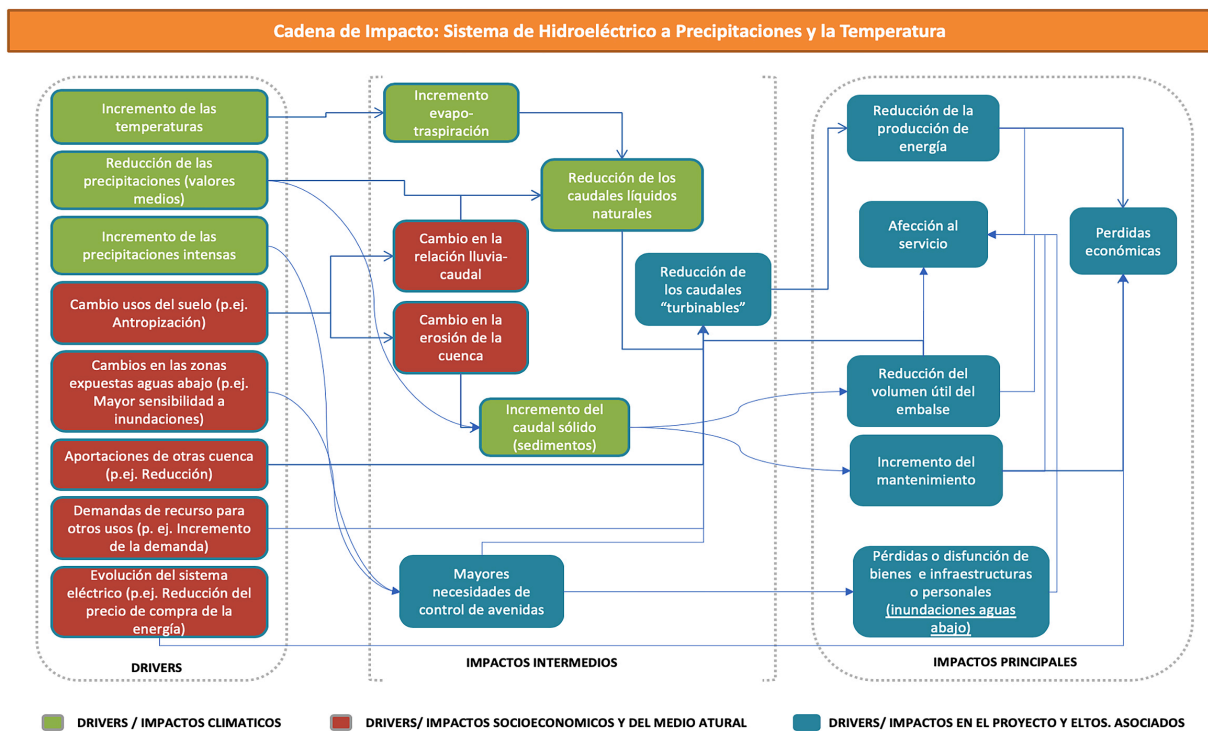 Cadena de Impacto: Sistema de Hidroeléctrico a Precipitaciones y la Temperatura
Incremento de las
temperaturas
Reducción de las
precipitaciones (valores
medios)
Incremento de las
precipitaciones intensas
Cambio usos del suelo (p.ej.
Antropización)
Cambios en las zonas
expuestas aguas abajo (p.ej.
Mayor sensibilidad a
inundaciones)
Aportaciones de otras cuenca
(p.ej. Reducción)
Demandas de recurso para
otros usos (p. ej. Incremento
de la demanda)
Evolución del sistema
eléctrico (p.ej. Reducción del
precio de compra de la
energía)
DRIVERS
Incremento
evapo-
traspiración
Reducción de los
caudales líquidos
naturales
Cambio en la
relación lluvia-
caudal
Cambio en la
erosión de la
cuenca
Reducción de
los caudales
“turbinables”
Incremento del
caudal sólido
(sedimentos)
Mayores
necesidades de
control de avenidas
IMPACTOS INTERMEDIOS
Reducción de la
producción de
energía
Afección al
servicio
Perdidas
económicas
Reducción del
volumen útil del
embalse
Incremento del
mantenimiento
Pérdidas o disfunción de
bienes e infraestructuras
o personales
(inundaciones aguas
abajo)
IMPACTOS PRINCIPALES
DRIVERS / IMPACTOS CLIMATICOS
DRIVERS/ IMPACTOS SOCIOECONOMICOS Y DEL MEDIO ATURAL
DRIVERS/ IMPACTOS EN EL PROYECTO Y ELTOS. ASOCIADOS